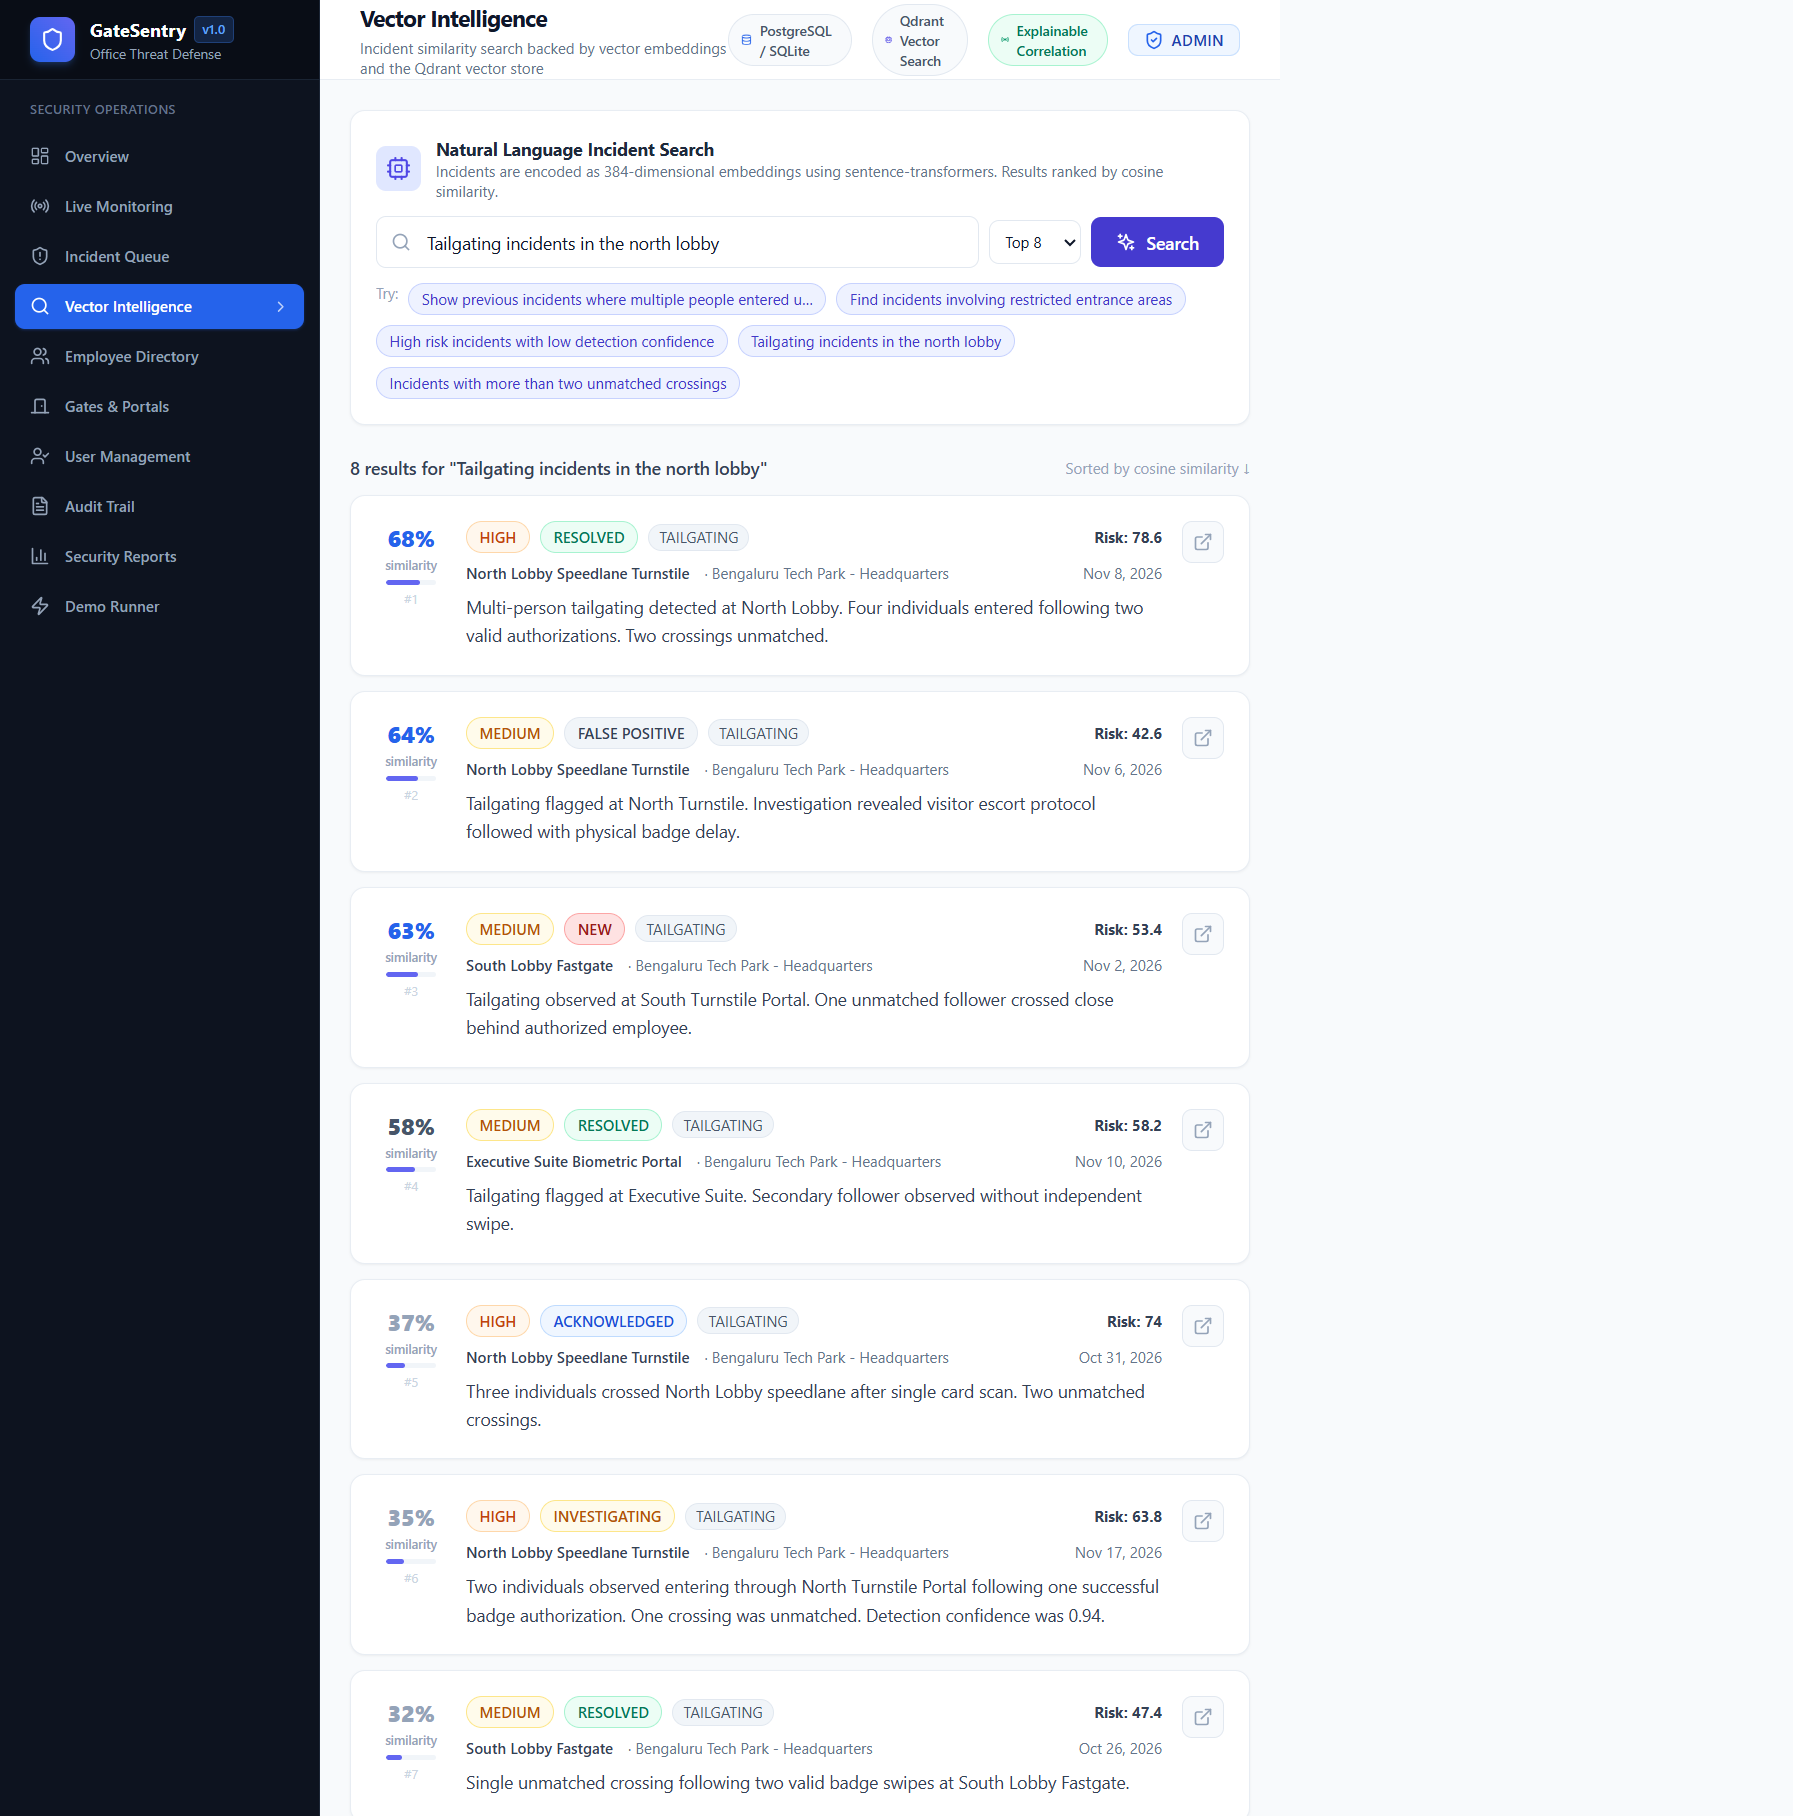 GateSentry v1.0
Office Threat Defense
SECURITY OPERATIONS
Overview
Live Monitoring
Incident Queue
Vector Intelligence
Employee Directory
Gates & Portals
User Management
Audit Trail
Security Reports
Demo Runner
Vector Intelligence
Incident similarity search backed by vector embeddings
and the Qdrant vector store
PostgreSQL
/ SQLite
Qdrant
Vector
Search
Explainable
Correlation
ADMIN
Natural Language Incident Search
Incidents are encoded as 384-dimensional embeddings using sentence-transformers. Results ranked by cosine
similarity.
Tailgating incidents in the north lobby
Top 8
Search
Try:
Show previous incidents where multiple people entered u...
Find incidents involving restricted entrance areas
High risk incidents with low detection confidence
Tailgating incidents in the north lobby
Incidents with more than two unmatched crossings
8 results for "Tailgating incidents in the north lobby"
Sorted by cosine similarity ↓
68%
similarity
#1
HIGH RESOLVED TAILGATING
Risk: 78.6
North Lobby Speedlane Turnstile · Bengaluru Tech Park - Headquarters
Nov 8, 2026
Multi-person tailgating detected at North Lobby. Four individuals entered following two
valid authorizations. Two crossings unmatched.
64%
similarity
#2
MEDIUM FALSE POSITIVE TAILGATING
Risk: 42.6
North Lobby Speedlane Turnstile · Bengaluru Tech Park - Headquarters
Nov 6, 2026
Tailgating flagged at North Turnstile. Investigation revealed visitor escort protocol
followed with physical badge delay.
63%
similarity
#3
MEDIUM NEW TAILGATING
Risk: 53.4
South Lobby Fastgate · Bengaluru Tech Park - Headquarters
Nov 2, 2026
Tailgating observed at South Turnstile Portal. One unmatched follower crossed close
behind authorized employee.
58%
similarity
#4
MEDIUM RESOLVED TAILGATING
Risk: 58.2
Executive Suite Biometric Portal · Bengaluru Tech Park - Headquarters
Nov 10, 2026
Tailgating flagged at Executive Suite. Secondary follower observed without independent
swipe.
37%
similarity
#5
HIGH ACKNOWLEDGED TAILGATING
Risk: 74
North Lobby Speedlane Turnstile · Bengaluru Tech Park - Headquarters
Oct 31, 2026
Three individuals crossed North Lobby speedlane after single card scan. Two unmatched
crossings.
35%
similarity
#6
HIGH INVESTIGATING TAILGATING
Risk: 63.8
North Lobby Speedlane Turnstile · Bengaluru Tech Park - Headquarters
Nov 17, 2026
Two individuals observed entering through North Turnstile Portal following one successful
badge authorization. One crossing was unmatched. Detection confidence was 0.94.
32%
similarity
#7
MEDIUM RESOLVED TAILGATING
Risk: 47.4
South Lobby Fastgate · Bengaluru Tech Park - Headquarters
Oct 26, 2026
Single unmatched crossing following two valid badge swipes at South Lobby Fastgate.